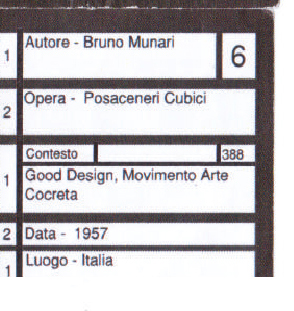 1 Autore - Bruno Munari 6
2 Opera - Posaceneri Cubici
Contesto 388
1 Good Design, Movimento Arte
Cocreta
2 Data - 1957
1 Luogo - Italia